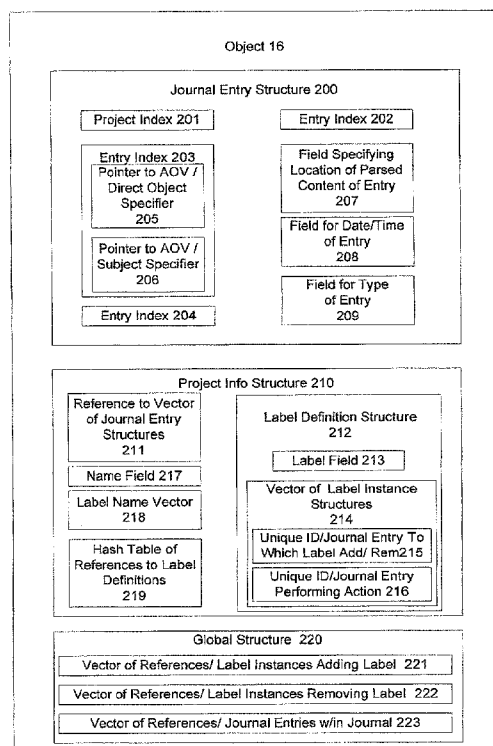 Object 16
Journal Entry Structure 200
Project Index 201
Entry Index 202
Entry Index 203
Pointer to AOV /
Direct Object
Specifier
205
Pointer to AOV /
Subject Specifier
206
Entry Index 204
Field Specifying
Location of Parsed
Content of Entry
207
Field for Date/Time
of Entry
208
Field for Type
of Entry
209
Project Info Structure 210
Reference to Vector
of Journal Entry
Structures
211
Name Field 217
Label Name Vector
218
Hash Table of
References to Label
Definitions
219
Label Definition Structure
212
Label Field 213
Vector of Label Instance
Structures
214
Unique ID/Journal Entry To
Which Label Add/ Rem215
Unique ID/Journal Entry
Performing Action 216
Global Structure 220
Vector of References/ Label Instances Adding Label 221
Vector of References/ Label Instances Removing Label 222
Vector of References/ Journal Entries w/in Journal 223